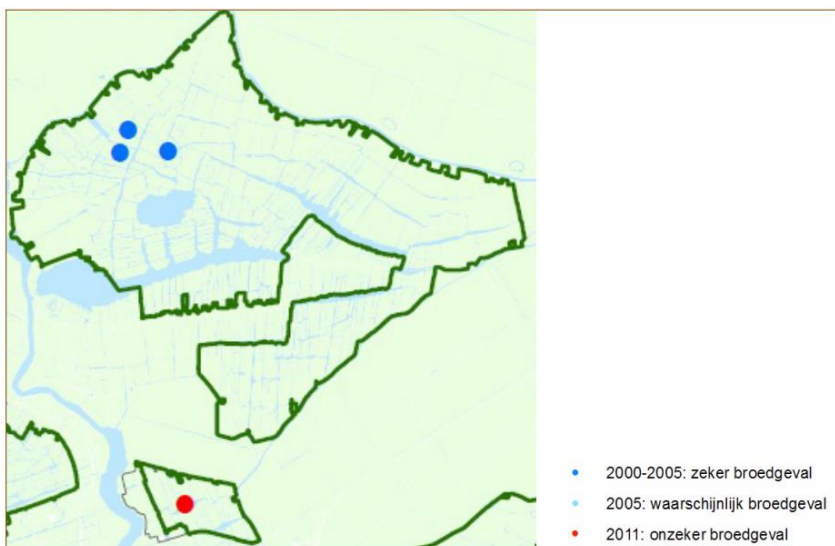 2000-2005: zeker broedgeval
2005: waarschijnlijk broedgeval
2011: onzeker broedgeval